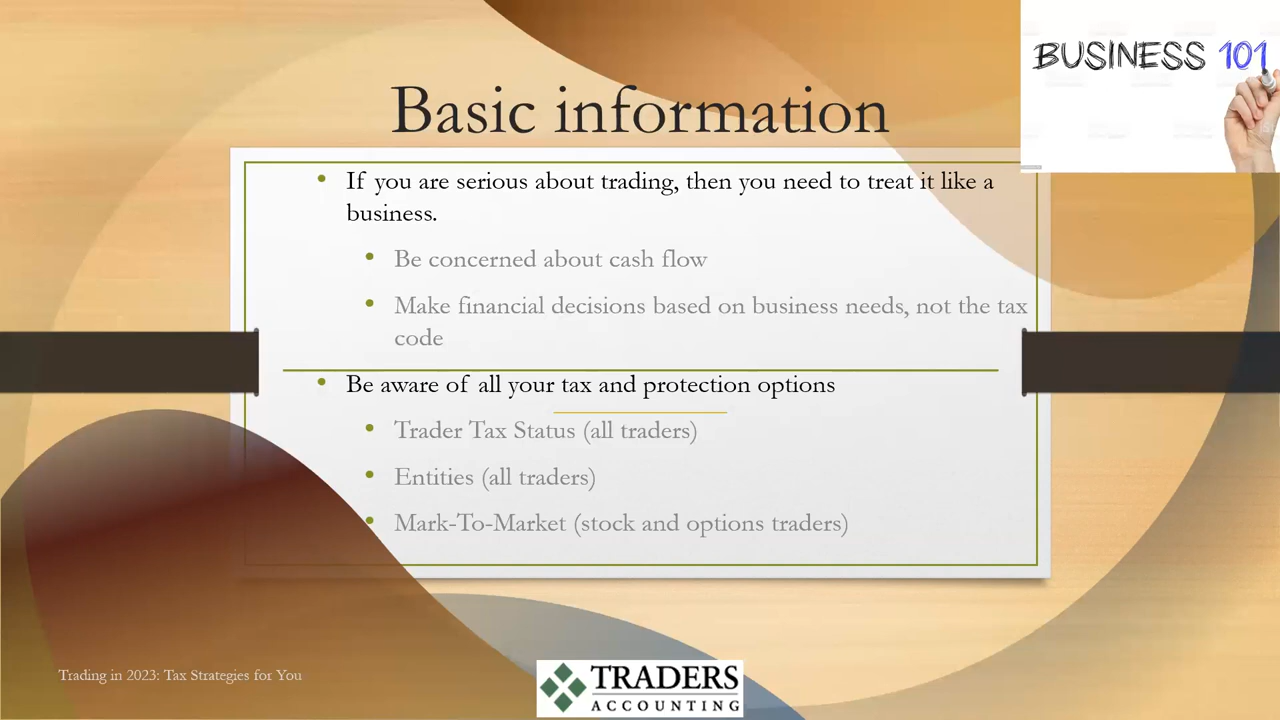 BUSINESS 101
Basic information
• If you are serious about trading, then you need to treat it like a
business.
• Be concerned about cash flow
• Make financial decisions based on business needs, not the tax
code
• Be aware of all your tax and protection options
• Trader Tax Status (all traders)
• Entities (all traders)
• Mark-To-Market (stock and options traders)
Trading in 2023: Tax Strategies for You
TRADERS
ACCOUNTING